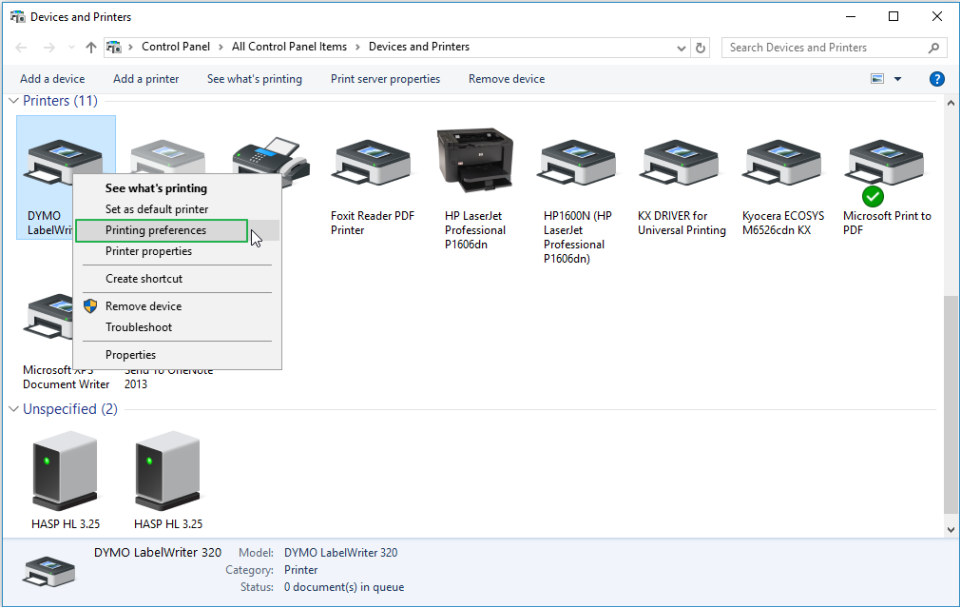 Devices and Printers
Control Panel > All Control Panel Items > Devices and Printers
Search Devices and Printers
Add a device Add a printer See what's printing Print server properties Remove device
Printers (11)
DYMO
See what's printing
Set as default printer
Printing preferences
Printer properties
Create shortcut
Remove device
Troubleshoot
Properties
Foxit Reader PDF
Printer
HP LaserJet
Professional
P1606dn
HP1600N (HP
LaserJet
Professional
P1606dn)
KX DRIVER for
Universal Printing
Kyocera ECOSYS
M6526cdn KX
Microsoft Print to
PDF
Microsoft XPS
Document Writer
Send To OneNote
2013
Unspecified (2)
HASP HL 3.25
HASP HL 3.25
DYMO LabelWriter 320
Model: DYMO LabelWriter 320
Category: Printer
Status: 0 document(s) in queue